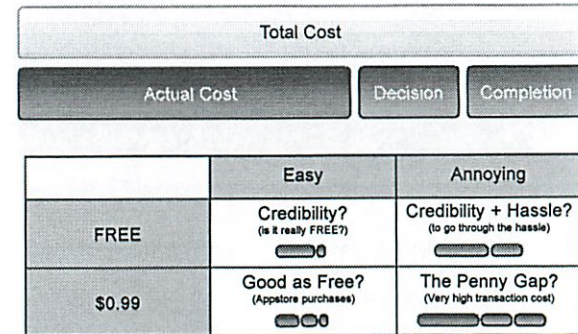 Total Cost
Actual Cost Decision Completion
Easy Annoying
FREE Credibility? Credibility + Hassle?
(is it really FREE?) (to go through the hassle)
$0.99 Good as Free? The Penny Gap?
(Appstore purchases) (Very high transaction cost)